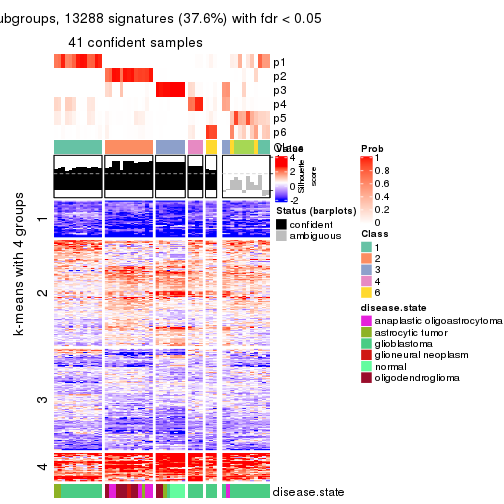 ubgroups, 13288 signatures (37.6%) with fdr < 0.05
41 confident samples
p1
p2
p3
p4
p5
p6
Class
4
2
0
-2
Silhouette
score
Prob
1
0.8
0.6
0.4
0.2
0
Status (barplots)
confident
ambiguous
Class
1
2
3
4
6
disease.state
anaplastic oligoastrocytoma
astrocytic tumor
glioblastoma
glioneural neoplasm
normal
oligodendroglioma
k-means with 4 groups
1
2
3
4
disease.state